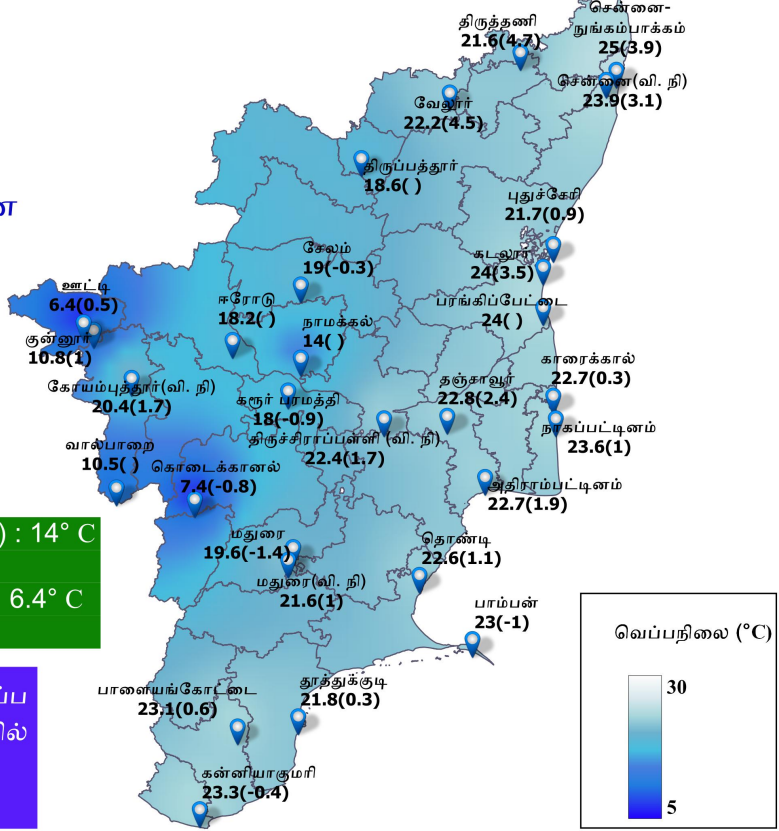 சென்னை-
நுங்கம்பாக்கம்
25(3.9)
திருத்தணி
21.6(4.7)
சென்னை(வி. நி)
23.9(3.1)
வேலூர்
22.2(4.5)
திருப்பத்தூர்
18.6( )
புதுச்சேரி
21.7(0.9)
கடலூர்
24(3.5)
சேலம்
19(-0.3)
ஊட்டி
6.4(0.5)
ஈரோடு
18.2( )
நாமக்கல்
14( )
பரங்கிப்பேட்டை
24( )
குன்னூர்
10.8(1)
காரைக்கால்
22.7(0.3)
கோயம்புத்தூர்(வி. நி)
20.4(1.7)
கரூர் பரமத்தி
18(-0.9)
தஞ்சாவூர்
22.8(2.4)
திருச்சிராப்பள்ளி (வி. நி)
22.4(1.7)
நாகப்பட்டினம்
23.6(1)
வால்பாறை
10.5( )
கொடைக்கானல்
7.4(-0.8)
அதிராம்பட்டினம்
22.7(1.9)
) : 14° C
6.4° C
மதுரை
19.6(-1.4)
தொண்டி
22.6(1.1)
மதுரை(வி. நி)
21.6(1)
பாம்பன்
23(-1)
வெப்பநிலை (°C)
30
5
பாளையங்கோட்டை
23.1(0.6)
தூத்துக்குடி
21.8(0.3)
கன்னியாகுமரி
23.3(-0.4)